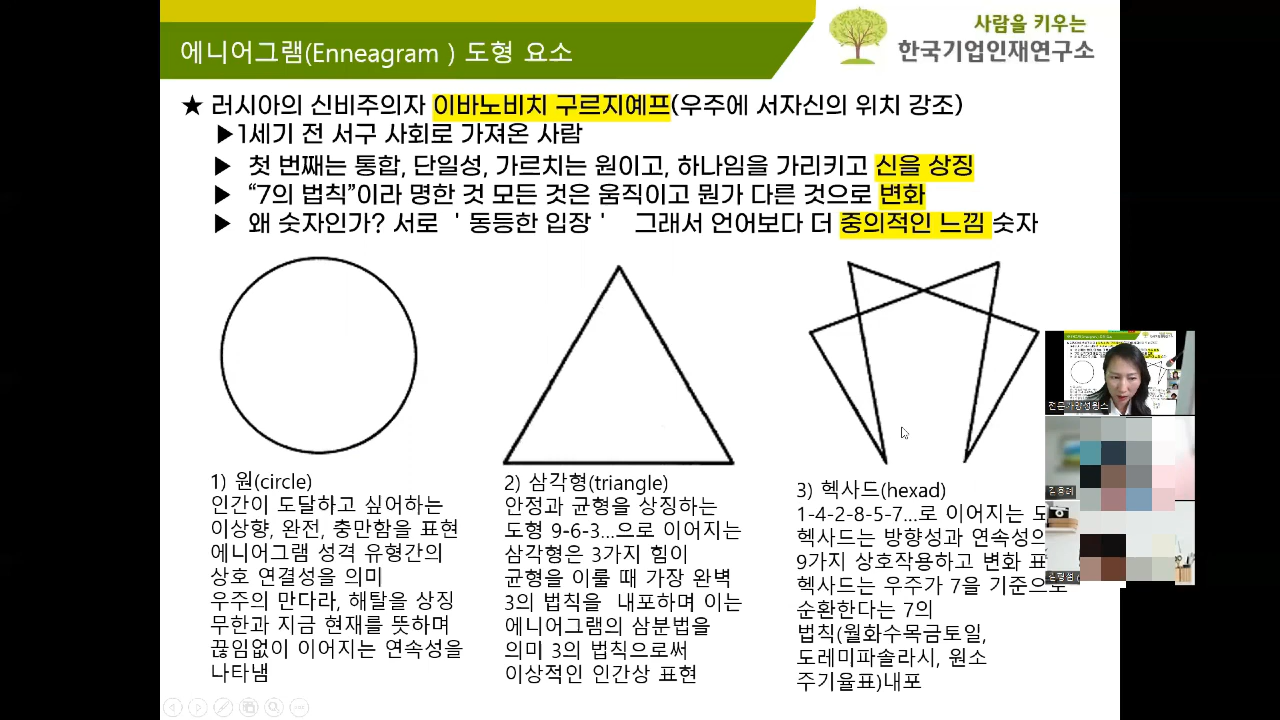 에니어그램(Enneagram ) 도형 요소
사람을 키우는
한국기업인재연구소
★ 러시아의 신비주의자 이바노비치 구르지예프(우주에 서자신의 위치 강조)
▶1세기 전 서구 사회로 가져온 사람
▶ 첫 번째는 통합, 단일성, 가르치는 원이고, 하나임을 가리키고 신을 상징
▶ “7의 법칙”이라 명한 것 모든 것은 움직이고 뭔가 다른 것으로 변화
▶ 왜 숫자인가? 서로 ＇동등한 입장＇ 그래서 언어보다 더 중의적인 느낌 숫자
1) 원(circle)
인간이 도달하고 싶어하는
이상향, 완전, 충만함을 표현
에니어그램 성격 유형간의
상호 연결성을 의미
우주의 만다라, 해탈을 상징
무한과 지금 현재를 뜻하며
끊임없이 이어지는 연속성을
나타냄
2) 삼각형(triangle)
안정과 균형을 상징하는
도형 9-6-3...으로 이어지는
삼각형은 3가지 힘이
균형을 이룰 때 가장 완벽
3의 법칙을 내포하며 이는
에니어그램의 삼분법을
의미 3의 법칙으로써
이상적인 인간상 표현
3) 헥사드(hexad)
1-4-2-8-5-7...로 이어지는
헥사드는 방향성과
9가지 상호작용하고 변화
헥사드는 우주가 7을 기준으로
순환한다는 7의
법칙(월화수목금토일,
도레미파솔라시, 원소
주기율표)내포